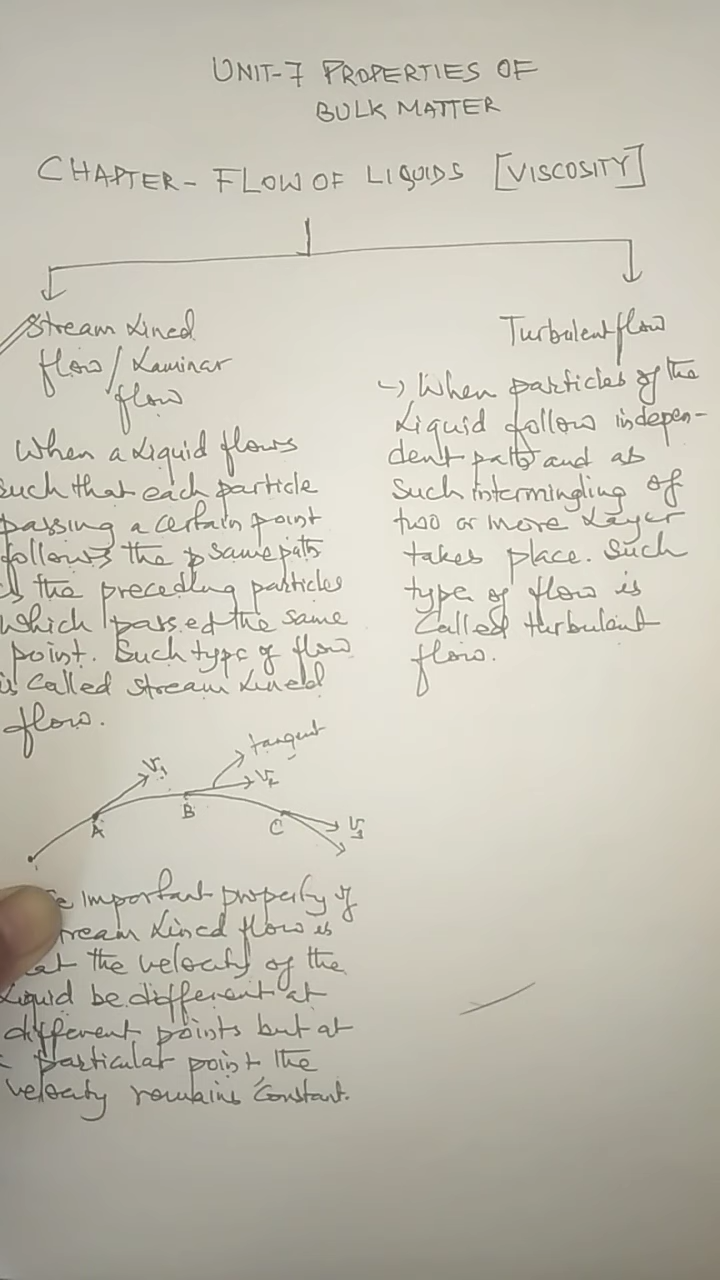 UNIT-7 PROPERTIES OF
BULK MATTER
CHAPTER- FLOW OF LIQUIDS [VISCOSITY]
Stream Lined
flow/Laminar
flow
When a Liquid flows
such that each particle
passing a certain point
follows the same path
the preceding particles
which passed the same
point. Such type of flow
is called stream Lined
flow.
tangent
V1
V2
A
B
C
V3
important property of
stream Lined flow is
the velocity of the
Liquid be different at
different points but at
particular point the
velocity remains constant.
Turbulent flow
→ When particles of the
Liquid follow indepen-
dent paths and as
Such intermingling of
two or more Layer
takes place. Such
type of flow is
Called turbulent
flow.